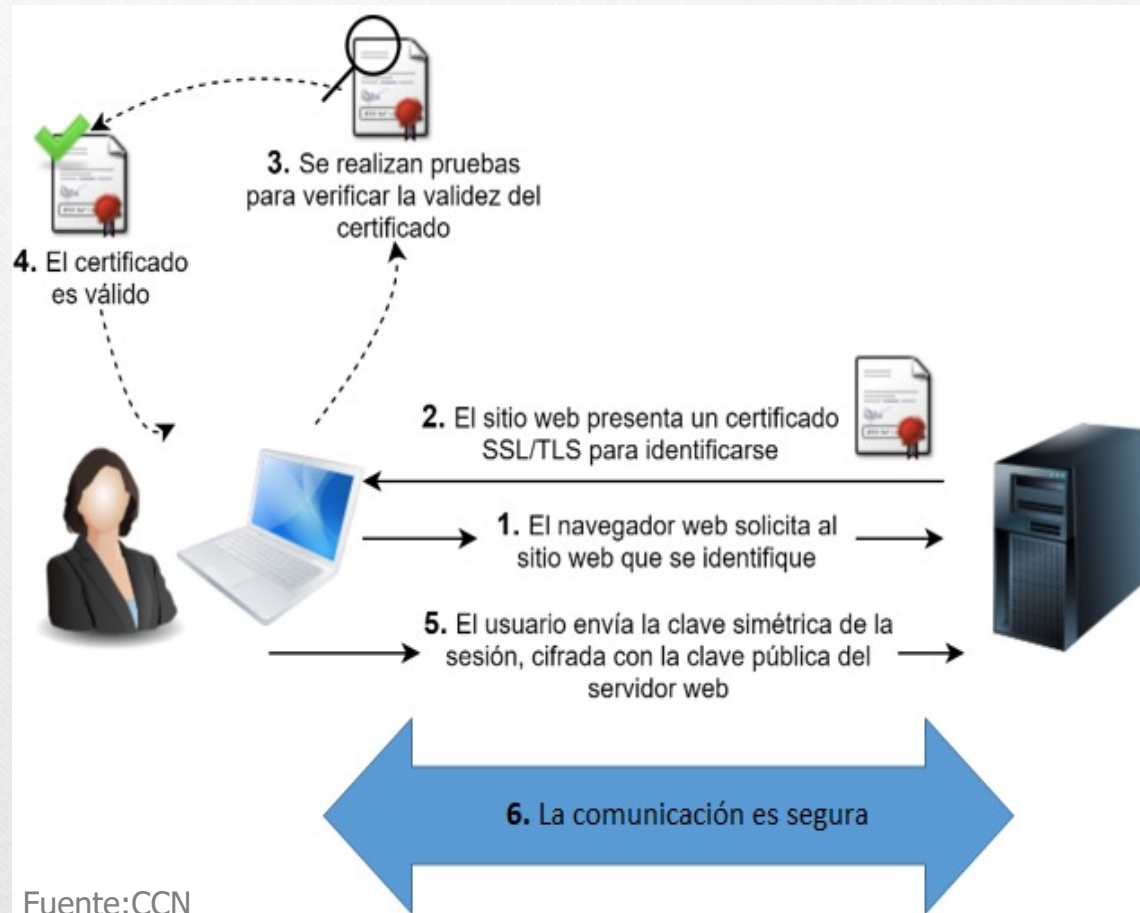 3. Se realizan pruebas
para verificar la validez del
certificado
4. El certificado
es válido
2. El sitio web presenta un certificado
SSL/TLS para identificarse
1. El navegador web solicita al
sitio web que se identifique
5. El usuario envía la clave simétrica de la
sesión, cifrada con la clave pública del
servidor web
6. La comunicación es segura
Fuente:CCN